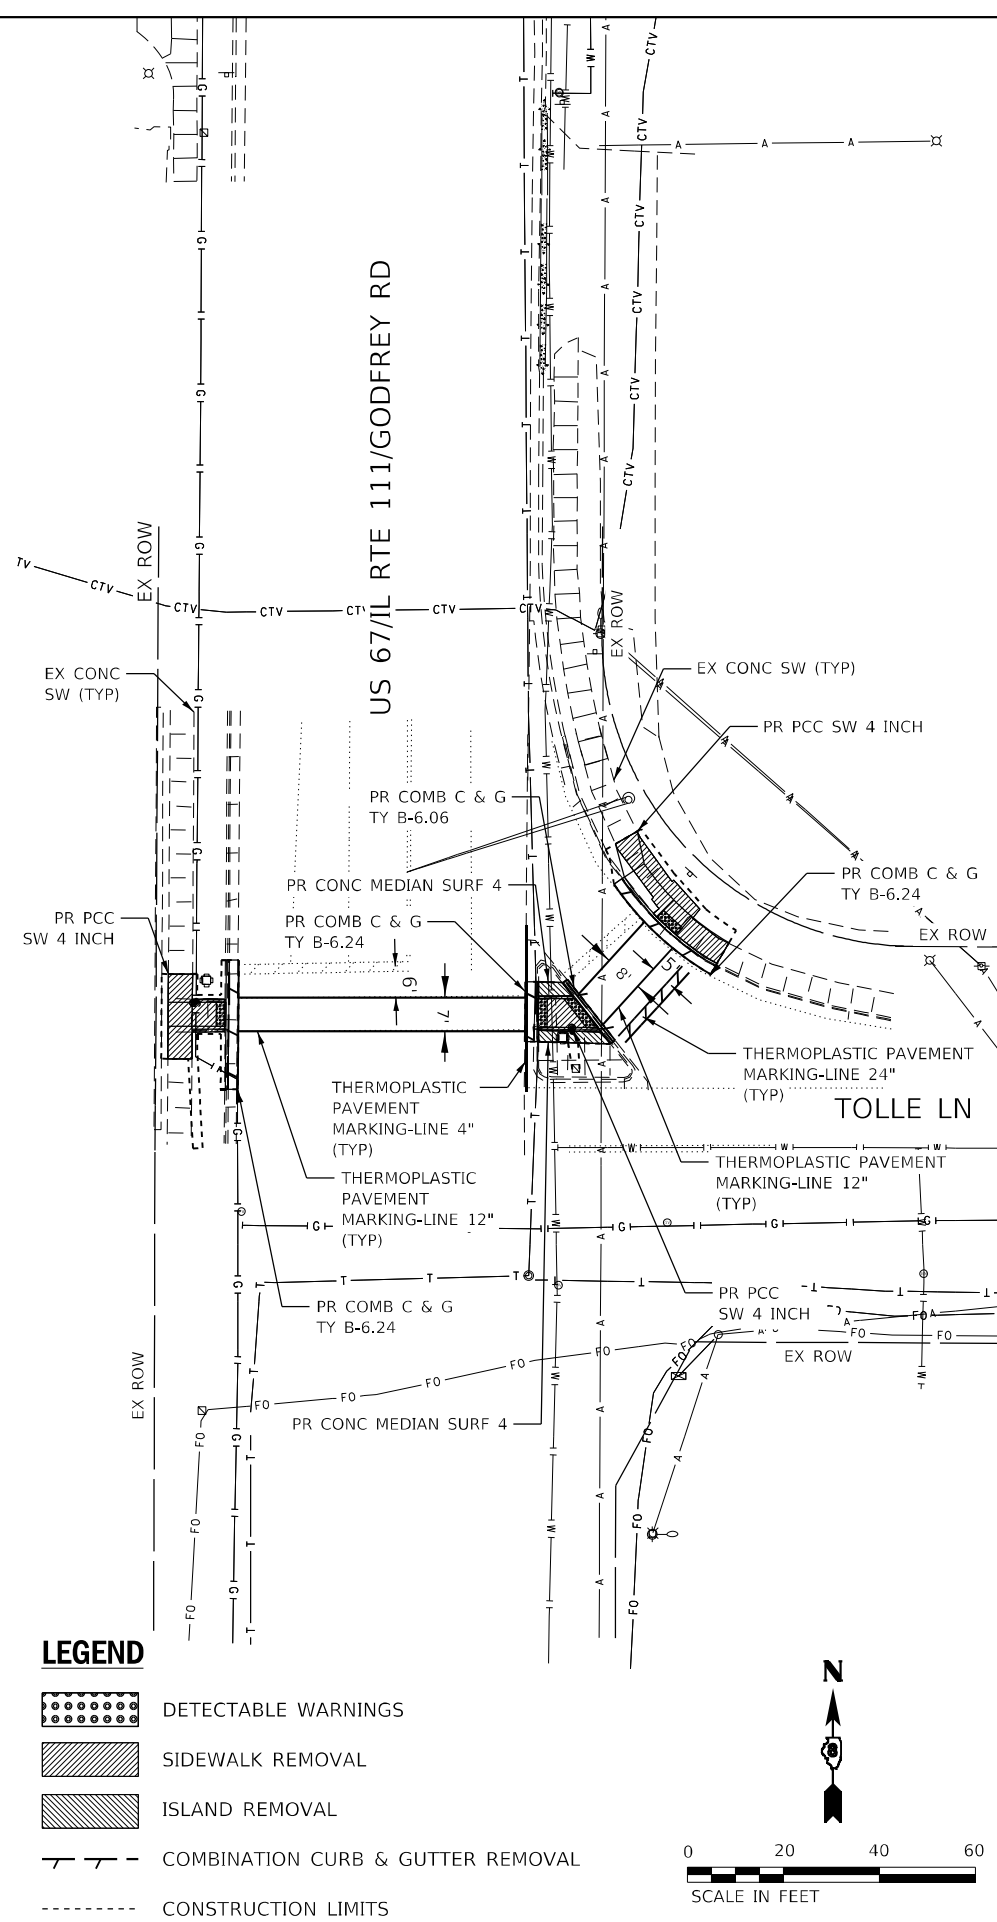 US 67/IL RTE 111/GODFREY RD
EX ROW
EX ROW
EX CONC
SW (TYP)
EX CONC SW (TYP)
PR PCC SW 4 INCH
PR COMB C & G
TY B-6.06
PR CONC MEDIAN SURF 4
PR COMB C & G
TY B-6.24
PR COMB C & G
TY B-6.24
PR PCC
SW 4 INCH
EX ROW
6'
7'
8'
5'
THERMOPLASTIC
PAVEMENT
MARKING-LINE 4"
(TYP)
THERMOPLASTIC PAVEMENT
MARKING-LINE 24"
(TYP)
TOLLE LN
THERMOPLASTIC
PAVEMENT
MARKING-LINE 12"
(TYP)
THERMOPLASTIC PAVEMENT
MARKING-LINE 12"
(TYP)
PR COMB C & G
TY B-6.24
PR PCC
SW 4 INCH
EX ROW
EX ROW
PR CONC MEDIAN SURF 4
LEGEND
DETECTABLE WARNINGS
SIDEWALK REMOVAL
ISLAND REMOVAL
COMBINATION CURB & GUTTER REMOVAL
CONSTRUCTION LIMITS
N
8
0 20 40 60
SCALE IN FEET